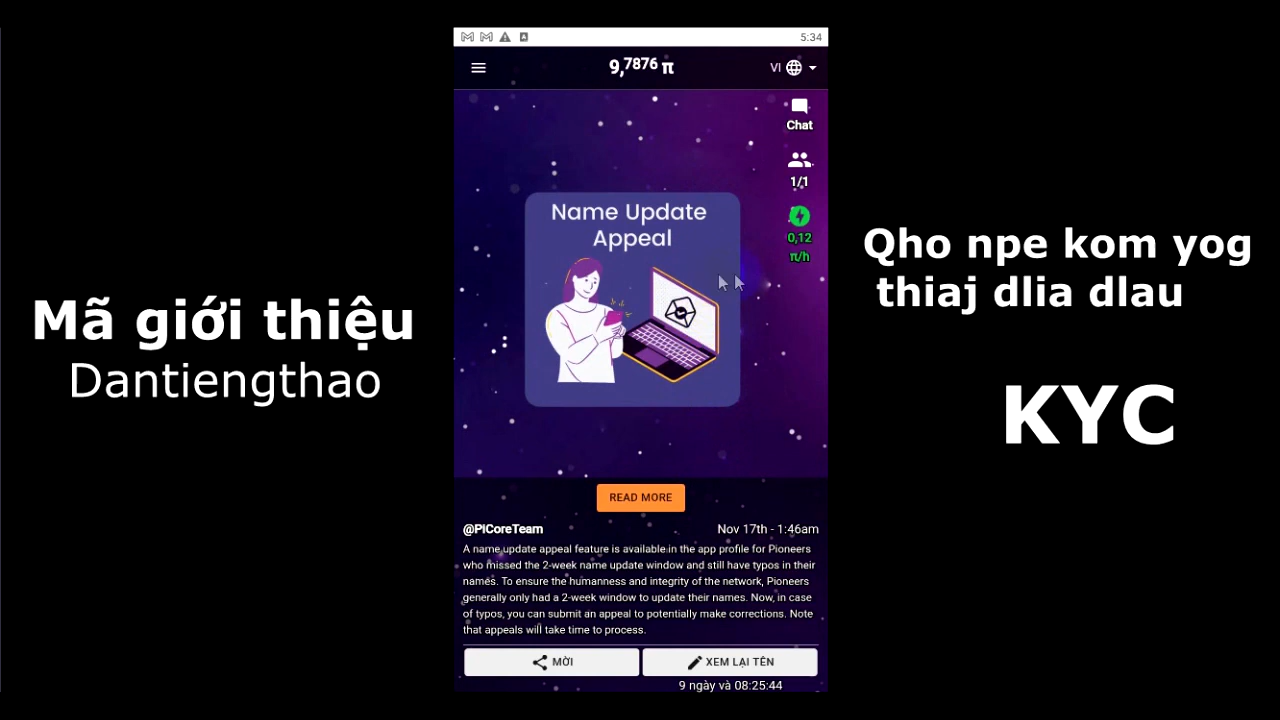 5:34
9,7876 π
VI
Chat
1/1
0,12
π/h
Name Update
Appeal
Mã giới thiệu
Dantiengthao
Qho npe kom yog
thiaj dlia dlau
KYC
READ MORE
@PiCoreTeam
Nov 17th - 1:46am
A name update appeal feature is available in the app profile for Pioneers
who missed the 2-week name update window and still have typos in their
names. To ensure the humanness and integrity of the network, Pioneers
generally only had a 2-week window to update their names. Now, in case
of typos, you can submit an appeal to potentially make corrections. Note
that appeals will take time to process.
MỜI
XEM LẠI TÊN
9 ngày và 08:25:44